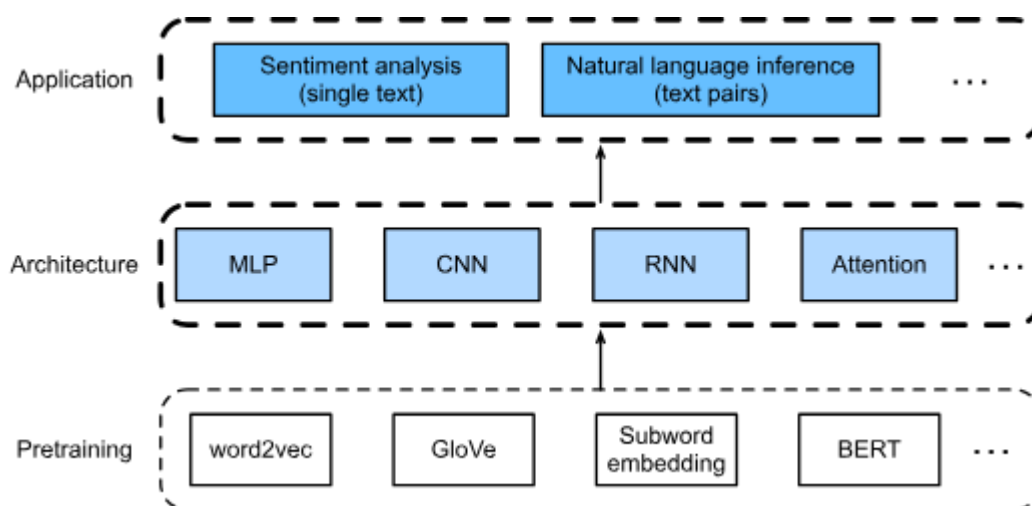 Application
Sentiment analysis
(single text)
Natural language inference
(text pairs)
...
Architecture
MLP
CNN
RNN
Attention
...
Pretraining
word2vec
GloVe
Subword
embedding
BERT
...